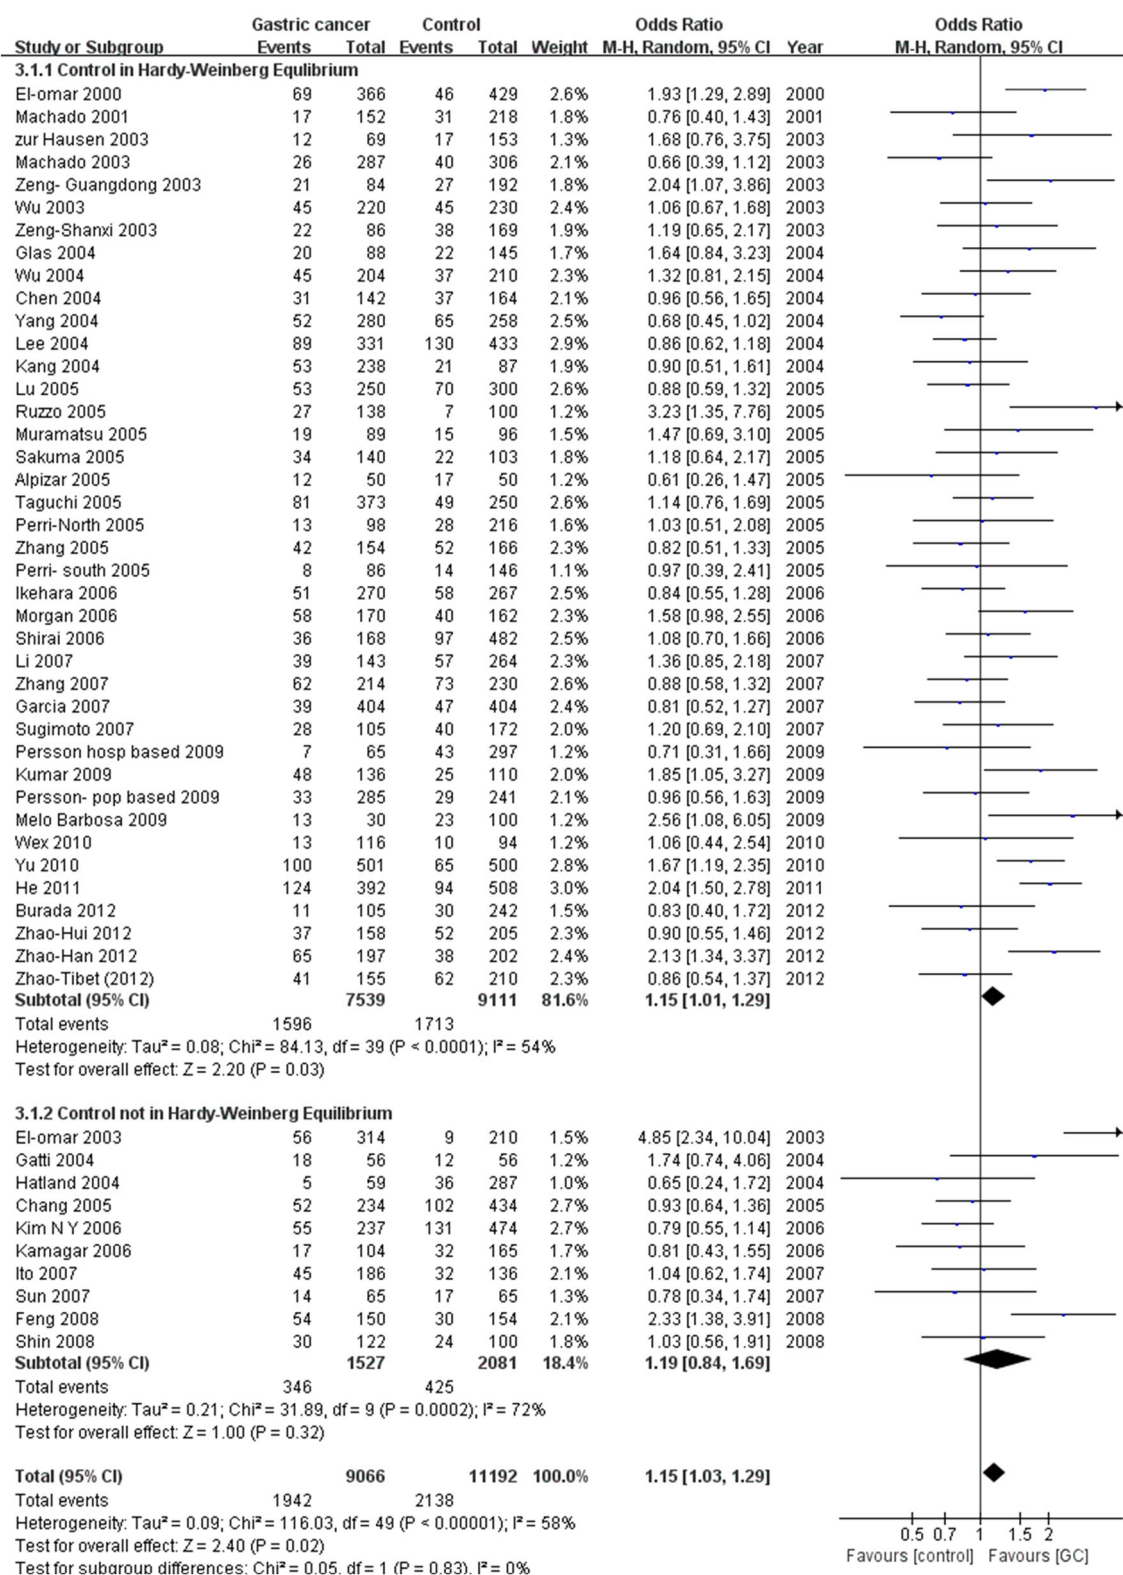 Gastric cancer Control Odds Ratio Odds Ratio
Study or Subgroup Events Total Events Total Weight M-H, Random, 95% CI Year M-H, Random, 95% CI
3.1.1 Control in Hardy-Weinberg Equlibrium
El-omar 2000 69 366 46 429 2.6% 1.93 [1.29, 2.89] 2000
Machado 2001 17 152 31 218 1.8% 0.76 [0.40, 1.43] 2001
zur Hausen 2003 12 69 17 153 1.3% 1.68 [0.76, 3.75] 2003
Machado 2003 26 287 40 306 2.1% 0.66 [0.39, 1.12] 2003
Zeng- Guangdong 2003 21 84 27 192 1.8% 2.04 [1.07, 3.86] 2003
Wu 2003 45 220 45 230 2.4% 1.06 [0.67, 1.68] 2003
Zeng-Shanxi 2003 22 86 38 169 1.9% 1.19 [0.65, 2.17] 2003
Glas 2004 20 88 22 145 1.7% 1.64 [0.84, 3.23] 2004
Wu 2004 45 204 37 210 2.3% 1.32 [0.81, 2.15] 2004
Chen 2004 31 142 37 164 2.1% 0.96 [0.56, 1.65] 2004
Yang 2004 52 280 65 258 2.5% 0.68 [0.45, 1.02] 2004
Lee 2004 89 331 130 433 2.9% 0.86 [0.62, 1.18] 2004
Kang 2004 53 238 21 87 1.9% 0.90 [0.51, 1.61] 2004
Lu 2005 53 250 70 300 2.6% 0.88 [0.59, 1.32] 2005
Ruzzo 2005 27 138 7 100 1.2% 3.23 [1.35, 7.76] 2005
Muramatsu 2005 19 89 15 96 1.5% 1.47 [0.69, 3.10] 2005
Sakuma 2005 34 140 22 103 1.8% 1.18 [0.64, 2.17] 2005
Alpizar 2005 12 50 17 50 1.2% 0.61 [0.26, 1.47] 2005
Taguchi 2005 81 373 49 250 2.6% 1.14 [0.76, 1.69] 2005
Perri-North 2005 13 98 28 216 1.6% 1.03 [0.51, 2.08] 2005
Zhang 2005 42 154 52 166 2.3% 0.82 [0.51, 1.33] 2005
Perri- south 2005 8 86 14 146 1.1% 0.97 [0.39, 2.41] 2005
Ikehara 2006 51 270 58 267 2.5% 0.84 [0.55, 1.28] 2006
Morgan 2006 58 170 40 162 2.3% 1.58 [0.98, 2.55] 2006
Shirai 2006 36 168 97 482 2.5% 1.08 [0.70, 1.66] 2006
Li 2007 39 143 57 264 2.3% 1.36 [0.85, 2.18] 2007
Zhang 2007 62 214 73 230 2.6% 0.88 [0.58, 1.32] 2007
Garcia 2007 39 404 47 404 2.4% 0.81 [0.52, 1.27] 2007
Sugimoto 2007 28 105 40 172 2.0% 1.20 [0.69, 2.10] 2007
Persson hosp based 2009 7 65 43 297 1.2% 0.71 [0.31, 1.66] 2009
Kumar 2009 48 136 25 110 2.0% 1.85 [1.05, 3.27] 2009
Persson- pop based 2009 33 285 29 241 2.1% 0.96 [0.56, 1.63] 2009
Melo Barbosa 2009 13 30 23 100 1.2% 2.56 [1.08, 6.05] 2009
Wex 2010 13 116 10 94 1.2% 1.06 [0.44, 2.54] 2010
Yu 2010 100 501 65 500 2.8% 1.67 [1.19, 2.35] 2010
He 2011 124 392 94 508 3.0% 2.04 [1.50, 2.78] 2011
Burada 2012 11 105 30 242 1.5% 0.83 [0.40, 1.72] 2012
Zhao-Hui 2012 37 158 52 205 2.3% 0.90 [0.55, 1.46] 2012
Zhao-Han 2012 65 197 38 202 2.4% 2.13 [1.34, 3.37] 2012
Zhao-Tibet (2012) 41 155 62 210 2.3% 0.86 [0.54, 1.37] 2012
Subtotal (95% CI) 7539 9111 81.6% 1.15 [1.01, 1.29]
Total events 1596 1713
Heterogeneity: Tau² = 0.08; Chi² = 84.13, df = 39 (P < 0.0001); I² = 54%
Test for overall effect: Z = 2.20 (P = 0.03)
3.1.2 Control not in Hardy-Weinberg Equilibrium
El-omar 2003 56 314 9 210 1.5% 4.85 [2.34, 10.04] 2003
Gatti 2004 18 56 12 56 1.2% 1.74 [0.74, 4.06] 2004
Hatland 2004 5 59 36 287 1.0% 0.65 [0.24, 1.72] 2004
Chang 2005 52 234 102 434 2.7% 0.93 [0.64, 1.36] 2005
Kim N Y 2006 55 237 131 474 2.7% 0.79 [0.55, 1.14] 2006
Kamagar 2006 17 104 32 165 1.7% 0.81 [0.43, 1.55] 2006
Ito 2007 45 186 32 136 2.1% 1.04 [0.62, 1.74] 2007
Sun 2007 14 65 17 65 1.3% 0.78 [0.34, 1.74] 2007
Feng 2008 54 150 30 154 2.1% 2.33 [1.38, 3.91] 2008
Shin 2008 30 122 24 100 1.8% 1.03 [0.56, 1.91] 2008
Subtotal (95% CI) 1527 2081 18.4% 1.19 [0.84, 1.69]
Total events 346 425
Heterogeneity: Tau² = 0.21; Chi² = 31.89, df = 9 (P = 0.0002); I² = 72%
Test for overall effect: Z = 1.00 (P = 0.32)
Total (95% CI) 9066 11192 100.0% 1.15 [1.03, 1.29]
Total events 1942 2138
Heterogeneity: Tau² = 0.09; Chi² = 116.03, df = 49 (P < 0.00001); I² = 58%
Test for overall effect: Z = 2.40 (P = 0.02)
Test for subgroup differences: Chi² = 0.05, df = 1 (P = 0.83), I² = 0%
0.5 0.7 1 1.5 2
Favours [control] Favours [GC]